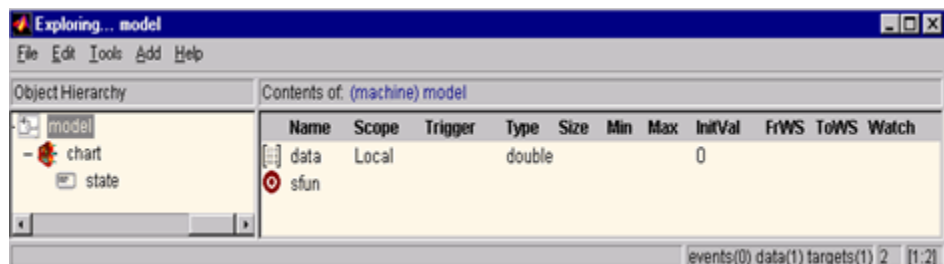 Exploring... model
File Edit Tools Add Help
Object Hierarchy
Contents of: (machine) model
model
chart
state
Name Scope Trigger Type Size Min Max InitVal FrWS ToWS Watch
data Local double 0
sfun
events(0) data(1) targets(1) 2 [1:2]